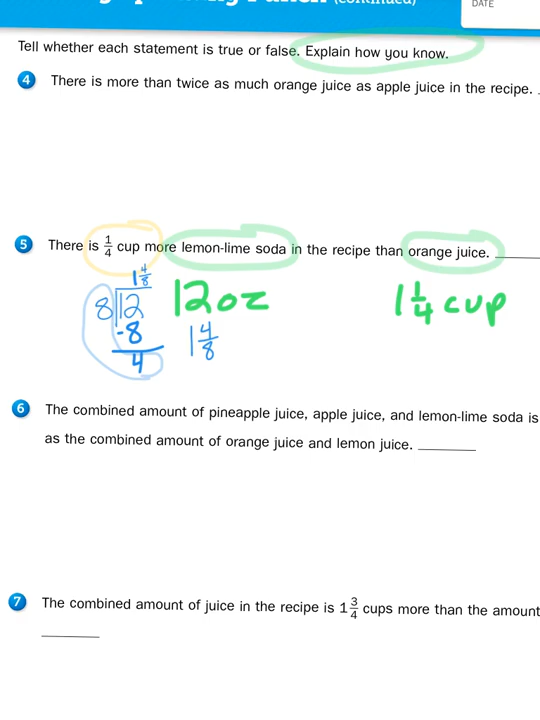 (continued)
DATE
Tell whether each statement is true or false. Explain how you know.
4 There is more than twice as much orange juice as apple juice in the recipe.
5 There is 1/4 cup more lemon-lime soda in the recipe than orange juice.
1 4/8
8 12
12 oz
1 1/4 cup
-8
1 4/8
4
6 The combined amount of pineapple juice, apple juice, and lemon-lime soda is
as the combined amount of orange juice and lemon juice.
7 The combined amount of juice in the recipe is 1 3/4 cups more than the amount